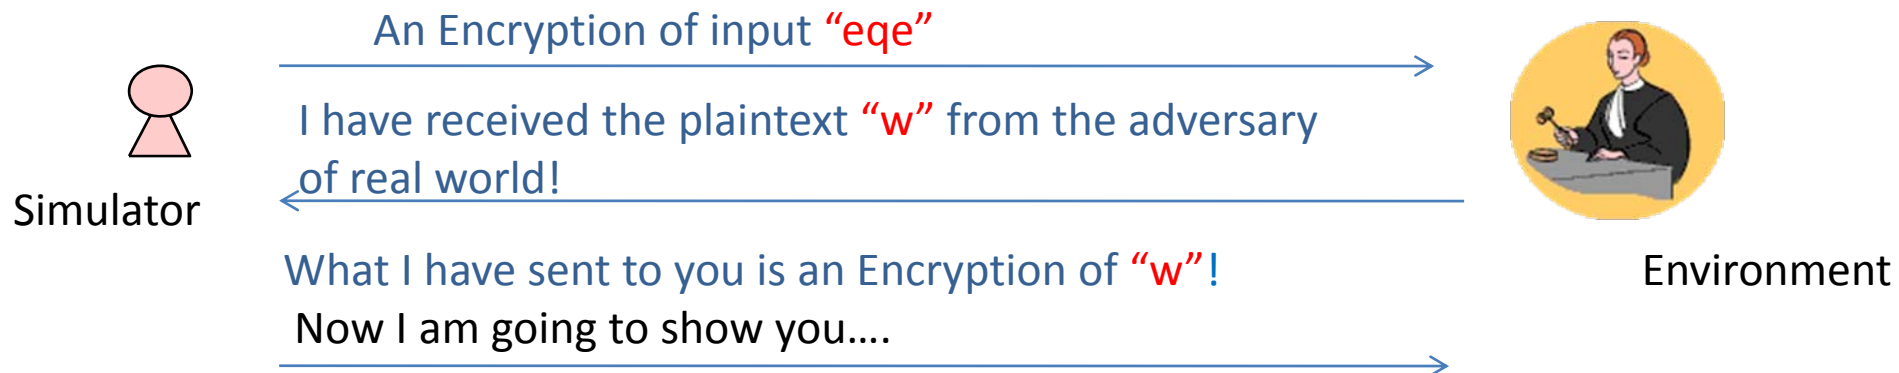 An Encryption of input “eqe”
I have received the plaintext “w” from the adversary
of real world!
Simulator
What I have sent to you is an Encryption of “w”!
Environment
Now I am going to show you....